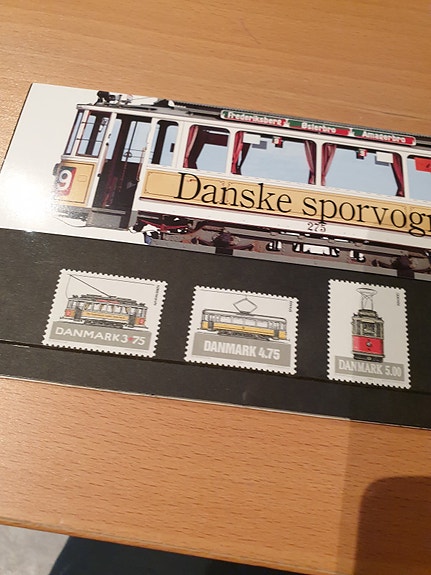 Frederiksberg Østerbro Amagerbro
9
Danske sporvogn
275
DANMARK 3.75
DANMARK 4.75
DANMARK 5.00